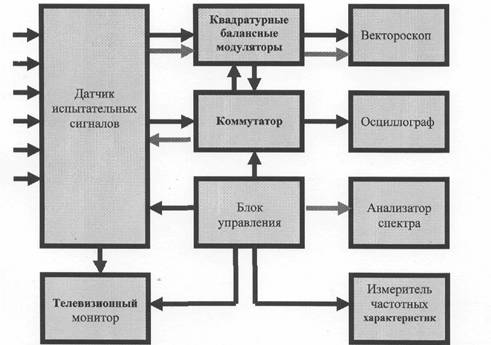 Датчик
испытательных
сигналов
Квадратурные
балансные
модуляторы
Вектороскоп
Коммутатор
Осциллограф
Блок
управления
Анализатор
спектра
Телевизионный
монитор
Измеритель
частотных
характеристик